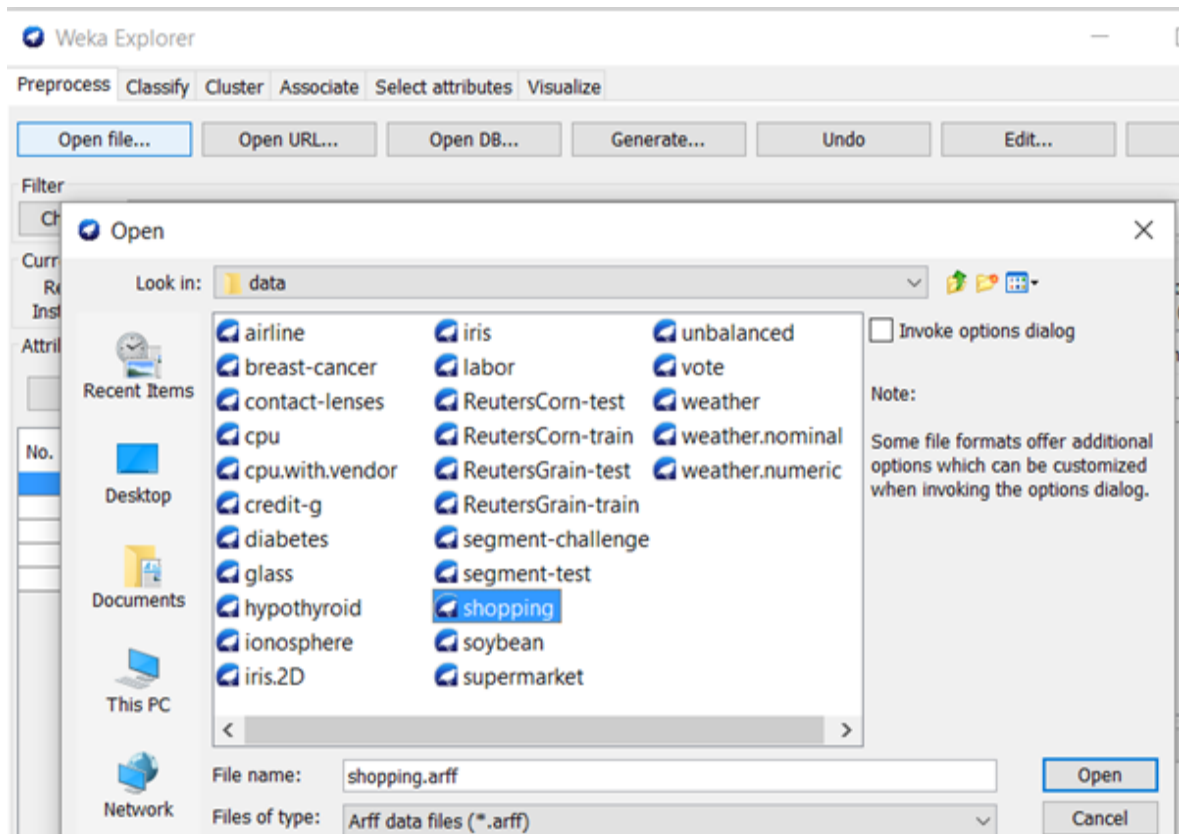 Weka Explorer
Preprocess Classify Cluster Associate Select attributes Visualize
Open file... Open URL... Open DB... Generate... Undo Edit...
Filter
Open
Look in: data
airline iris unbalanced Invoke options dialog
breast-cancer labor vote
Recent Items contact-lenses ReutersCorn-test weather Note:
cpu ReutersCorn-train weather.nominal Some file formats offer additional
No. cpu.with.vendor ReutersGrain-test weather.numeric options which can be customized
when invoking the options dialog.
Desktop credit-g ReutersGrain-train
diabetes segment-challenge
glass segment-test
Documents hypothyroid shopping
ionosphere soybean
iris.2D supermarket
This PC
File name: shopping.arff Open
Network Files of type: Arff data files (*.arff) Cancel